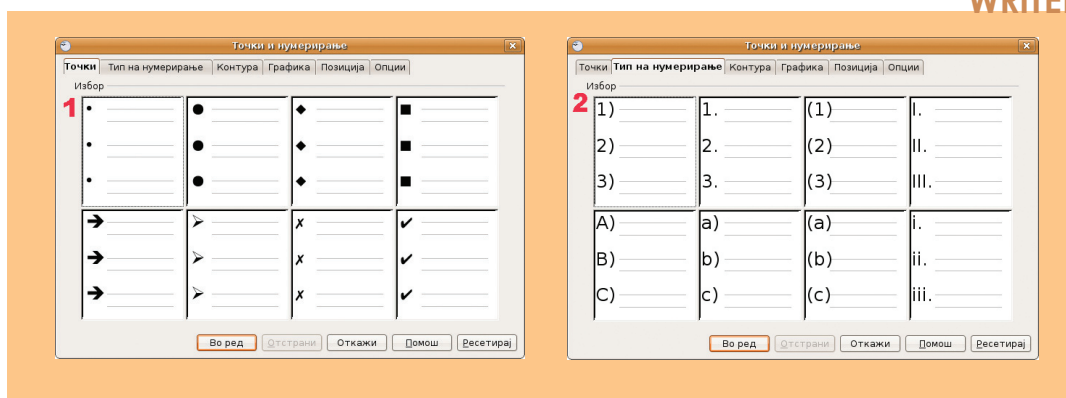 WRITER
Точки и нумерирање
Точки Тип на нумерирање Контура Графика Позиција Опции
Избор
1
Во ред Отстрани Откажи Помош Ресетирај
Точки и нумерирање
Точки Тип на нумерирање Контура Графика Позиција Опции
Избор
2
1) 1. (1) I.
2) 2. (2) II.
3) 3. (3) III.
A) a) (a) i.
B) b) (b) ii.
C) c) (c) iii.
Во ред Отстрани Откажи Помош Ресетирај